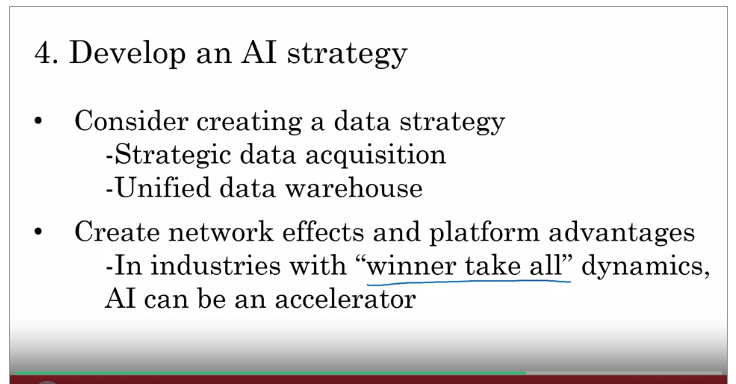 4. Develop an AI strategy
• Consider creating a data strategy
-Strategic data acquisition
-Unified data warehouse
• Create network effects and platform advantages
-In industries with “winner take all” dynamics,
AI can be an accelerator